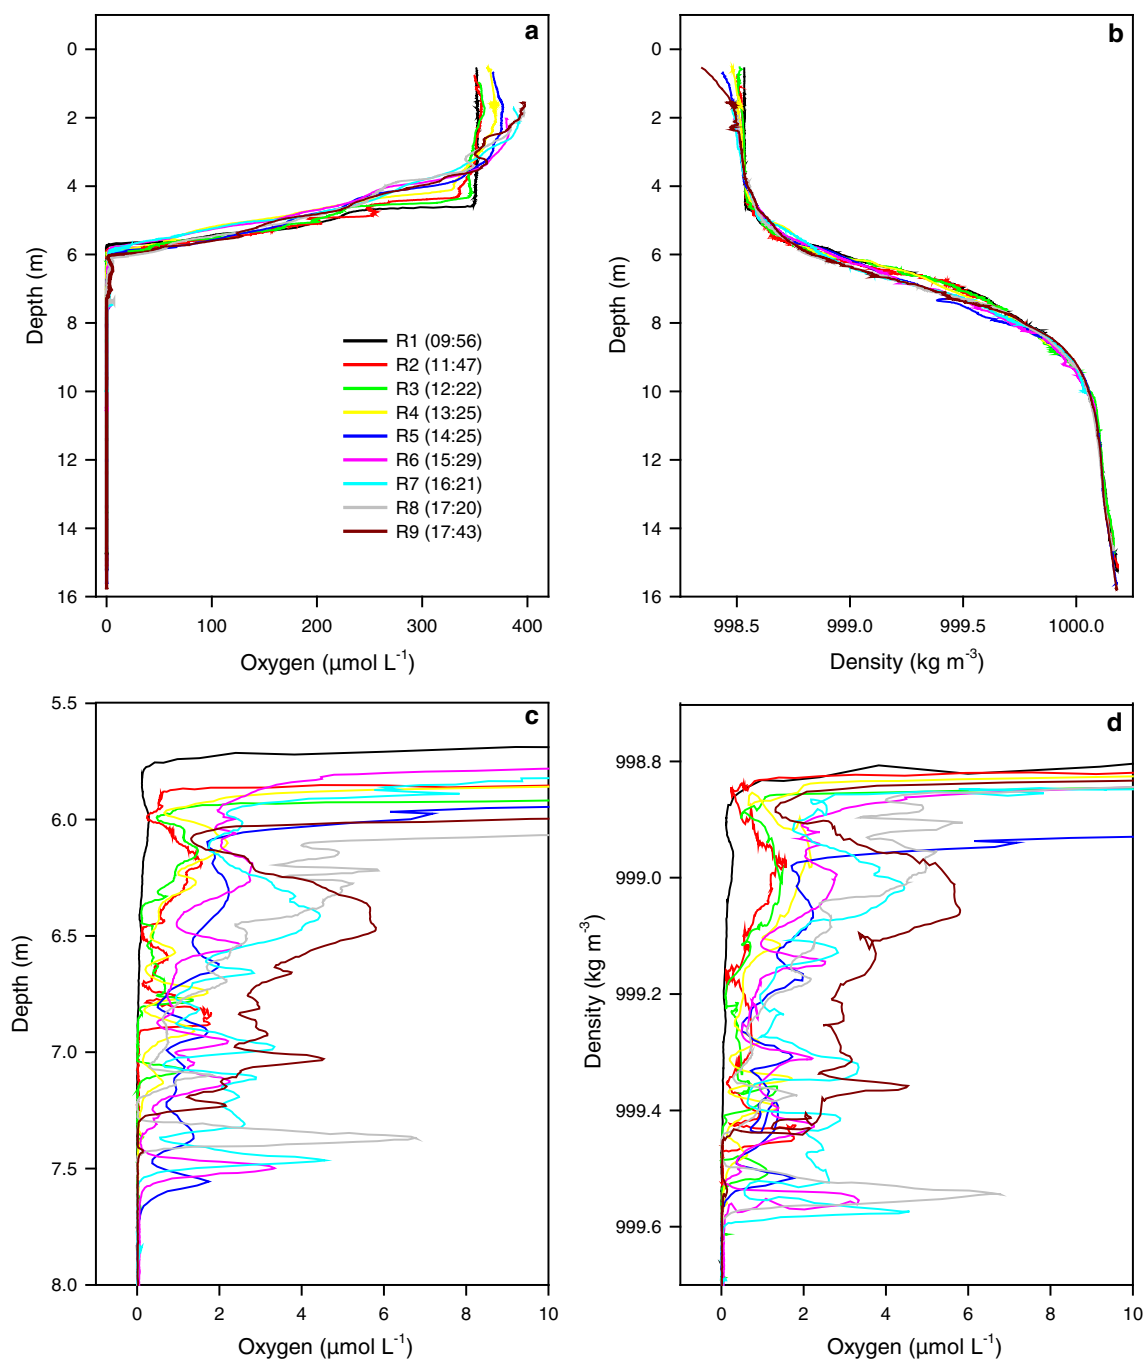 a
0
2
4
6
8
10
12
14
16
Depth (m)
R1 (09:56)
R2 (11:47)
R3 (12:22)
R4 (13:25)
R5 (14:25)
R6 (15:29)
R7 (16:21)
R8 (17:20)
R9 (17:43)
0 100 200 300 400
Oxygen (µmol L-1)
b
0
2
4
6
8
10
12
14
16
Depth (m)
998.5 999.0 999.5 1000.0
Density (kg m-3)
c
5.5
6.0
6.5
7.0
7.5
8.0
Depth (m)
0 2 4 6 8 10
Oxygen (µmol L-1)
d
998.8
999.0
999.2
999.4
999.6
Density (kg m-3)
0 2 4 6 8 10
Oxygen (µmol L-1)